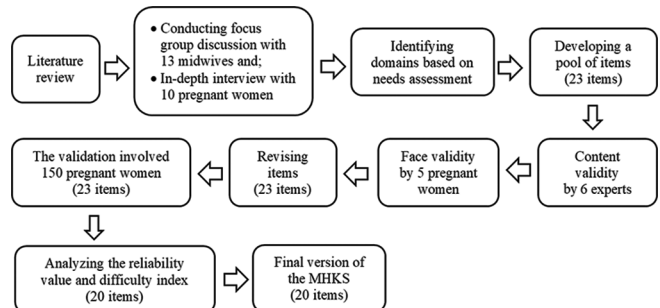 Literature
review
• Conducting focus
group discussion with
13 midwives and;
• In-depth interview with
10 pregnant women
Identifying
domains based on
needs assessment
Developing a
pool of items
(23 items)
Content
validity
by 6 experts
Face validity
by 5 pregnant
women
Revising
items
(23 items)
The validation involved
150 pregnant women
(23 items)
Analyzing the reliability
value and difficulty index
(20 items)
Final version of
the MHKS
(20 items)